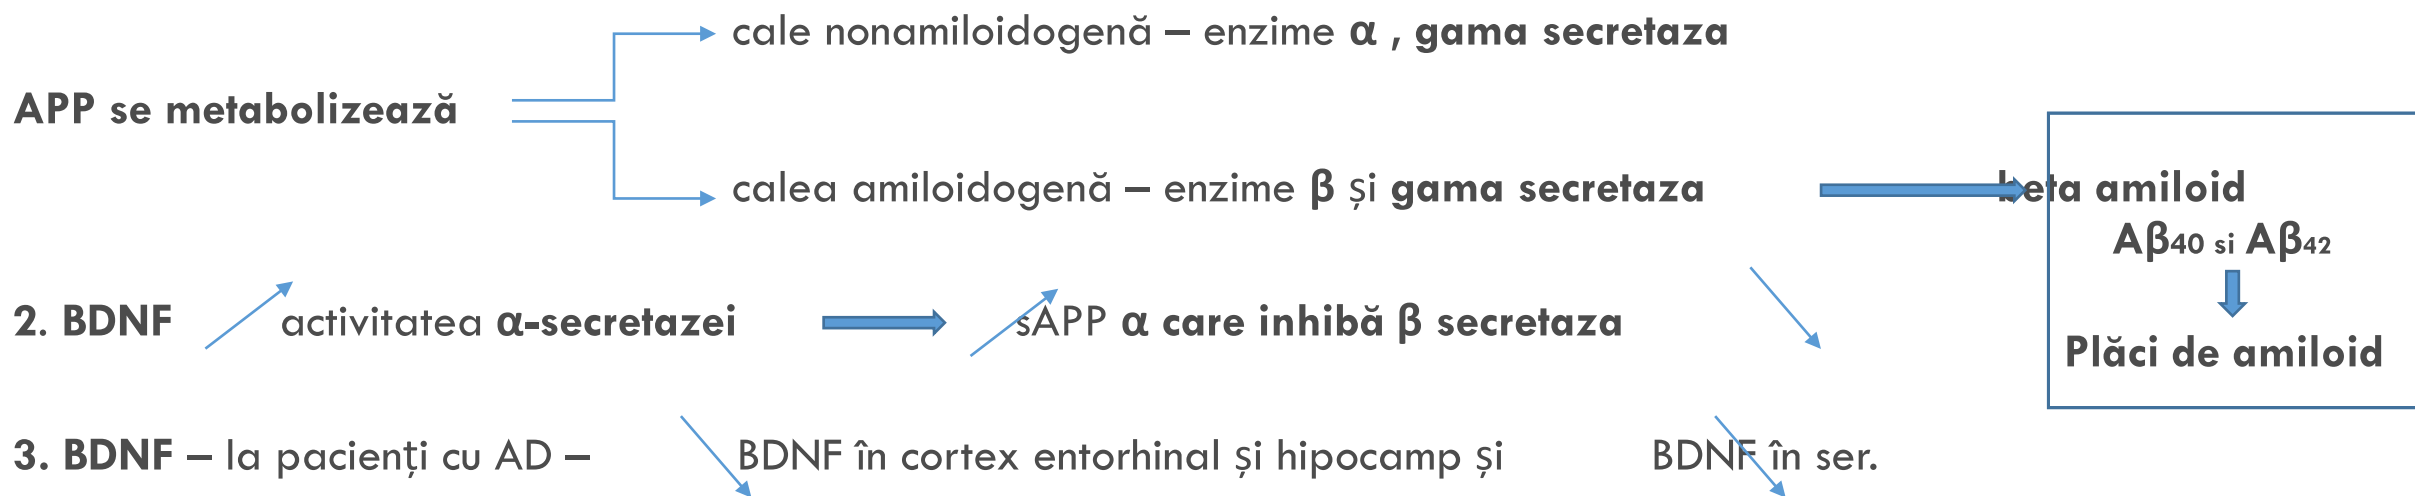 cale nonamiloidogenă – enzime α , gama secretaza
APP se metabolizează
calea amiloidogenă – enzime β și gama secretaza beta amiloid
Aβ40 si Aβ42
2. BDNF activitatea α-secretazei sAPP α care inhibă β secretaza
Plăci de amiloid
3. BDNF – la pacienți cu AD – BDNF în cortex entorhinal și hipocamp și BDNF în ser.